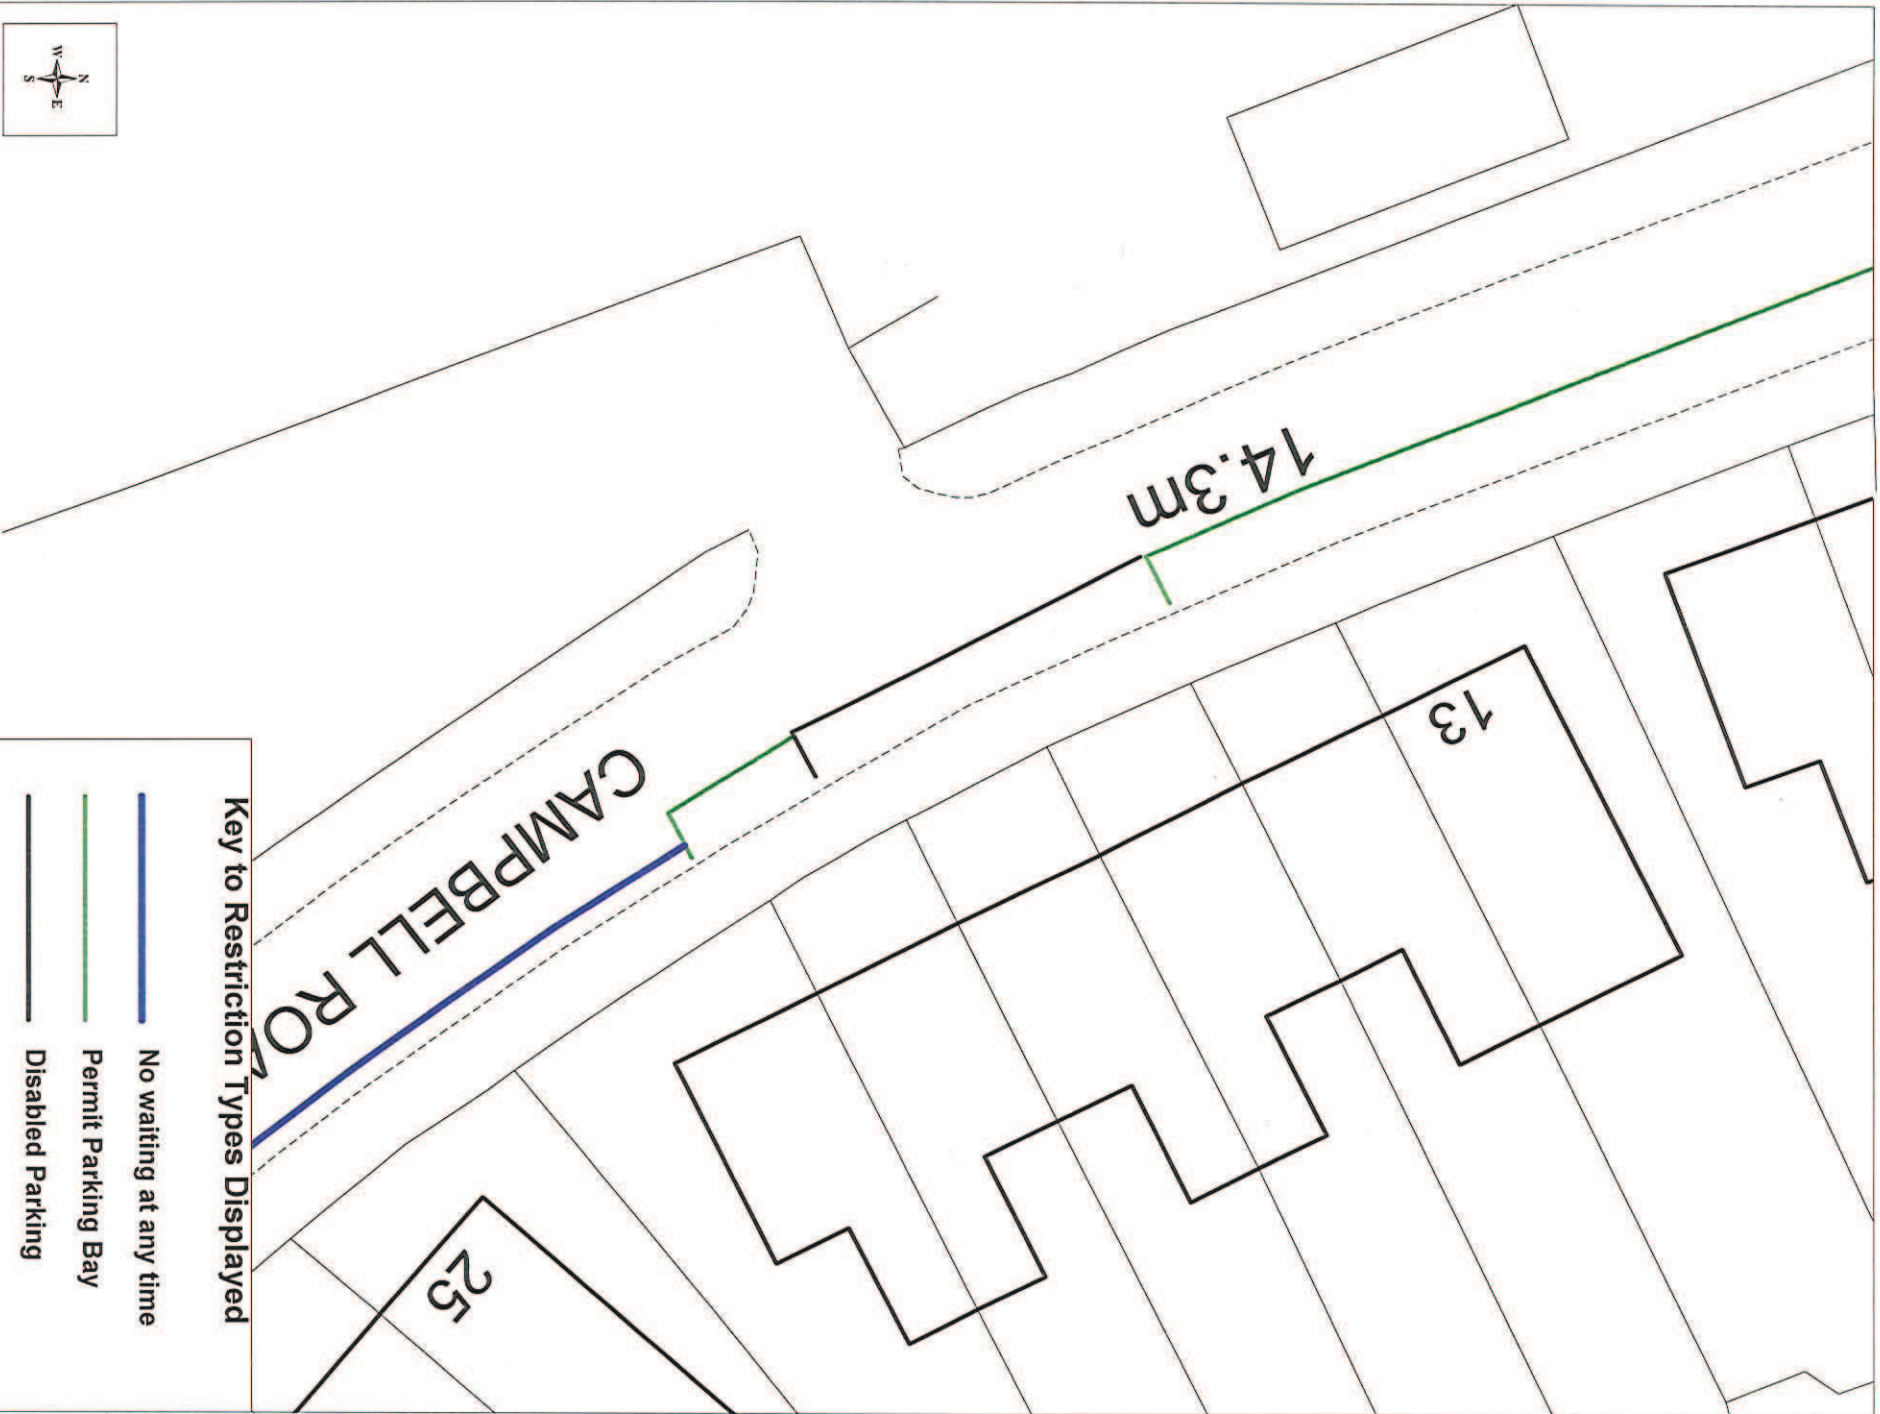 N
W E
S
14.3m
13
CAMPBELL ROA
25
Key to Restriction Types Displayed
No waiting at any time
Permit Parking Bay
Disabled Parking